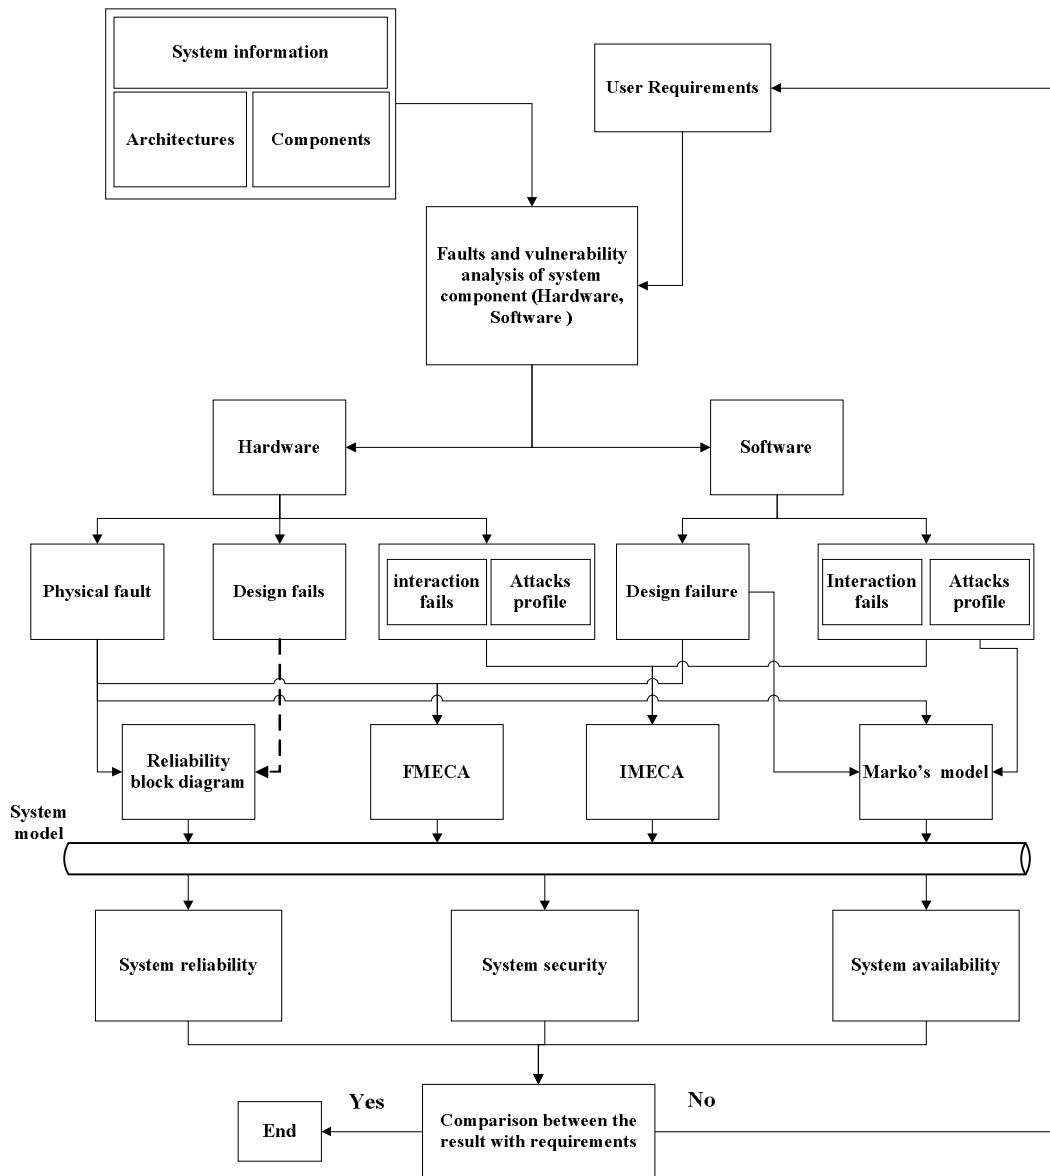 System information
User Requirements
Architectures
Components
Faults and vulnerability
analysis of system
component (Hardware,
Software )
Hardware
Software
Physical fault
Design fails
interaction
fails
Attacks
profile
Design failure
Interaction
fails
Attacks
profile
Reliability
block diagram
FMECA
IMECA
Marko's  model
System
model
System reliability
System security
System availability
Yes
No
End
Comparison between the
result with requirements